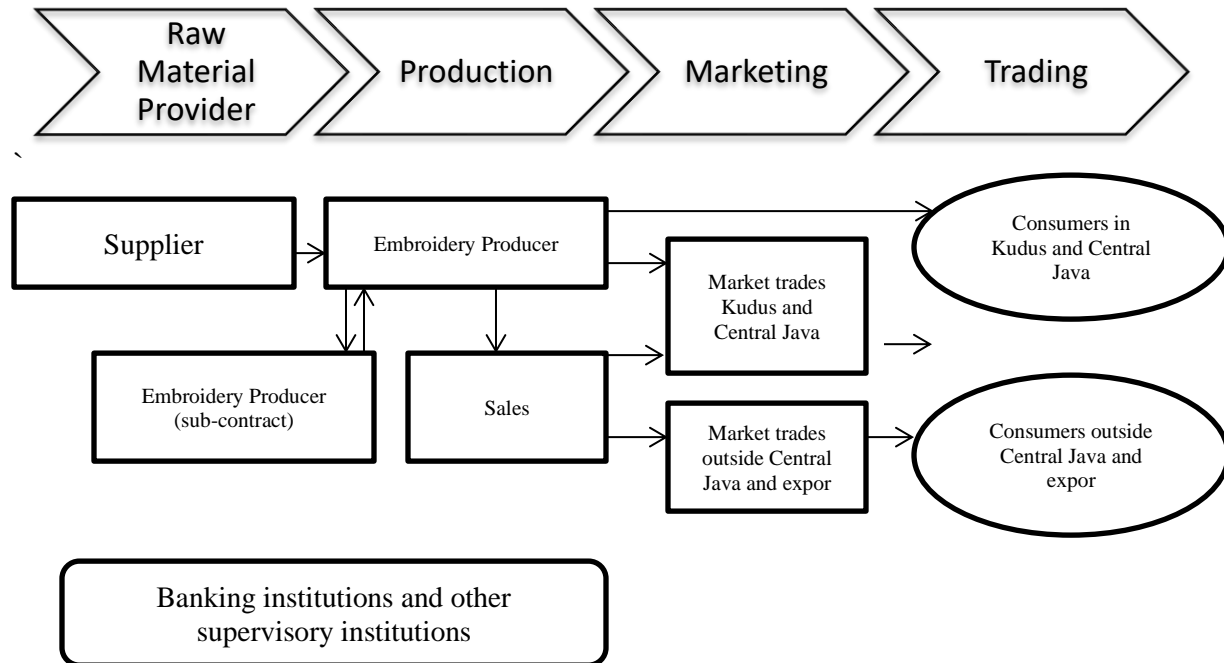 Raw
Material
Provider
Production
Marketing
Trading
`
Supplier
Embroidery Producer
Consumers in
Kudus and Central
Java
Market trades
Kudus and
Central Java
Embroidery Producer
(sub-contract)
Sales
Market trades
outside Central
Java and expor
Consumers outside
Central Java and
expor
Banking institutions and other
supervisory institutions